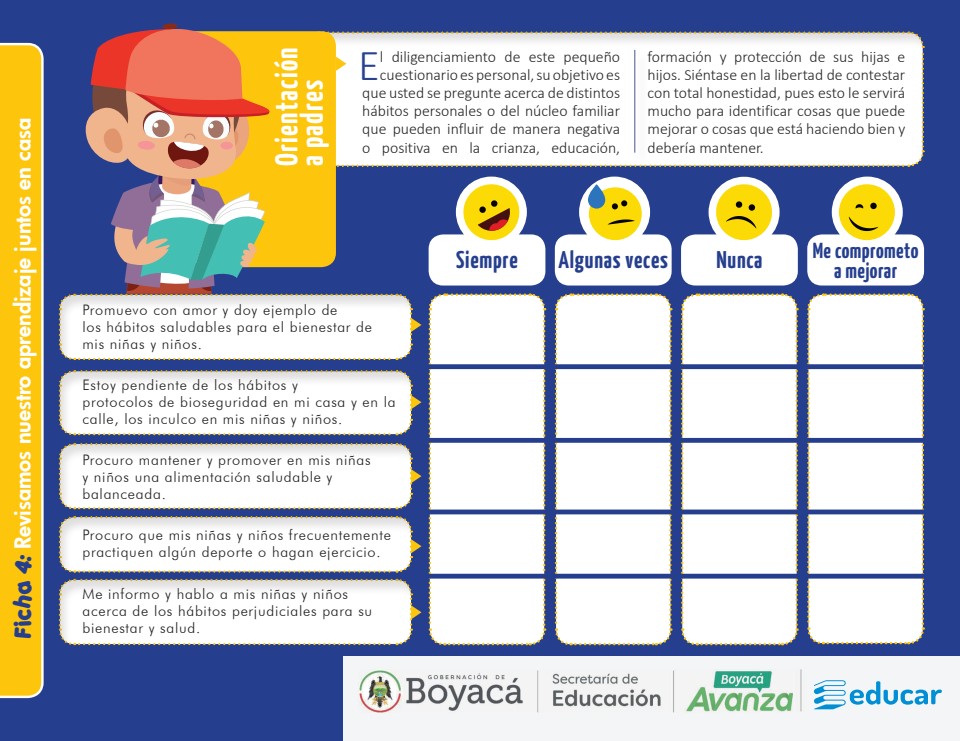 Ficha 4: Revisamos nuestro aprendizaje juntos en casa
Orientación
a padres
El diligenciamiento de este pequeño
cuestionario es personal, su objetivo es
que usted se pregunte acerca de distintos
hábitos personales o del núcleo familiar
que pueden influir de manera negativa
o positiva en la crianza, educación,
formación y protección de sus hijas e
hijos. Siéntase en la libertad de contestar
con total honestidad, pues esto le servirá
mucho para identificar cosas que puede
mejorar o cosas que está haciendo bien y
debería mantener.
Siempre
Algunas veces
Nunca
Me comprometo
a mejorar
Promuevo con amor y doy ejemplo de
los hábitos saludables para el bienestar de
mis niñas y niños.
Estoy pendiente de los hábitos y
protocolos de bioseguridad en mi casa y en la
calle, los inculco en mis niñas y niños.
Procuro mantener y promover en mis niñas
y niños una alimentación saludable y
balanceada.
Procuro que mis niñas y niños frecuentemente
practiquen algún deporte o hagan ejercicio.
Me informo y hablo a mis niñas y niños
acerca de los hábitos perjudiciales para su
bienestar y salud.
GOBERNACIÓN DE
Boyacá
Secretaría de
Educación
Boyacá
Avanza
educar